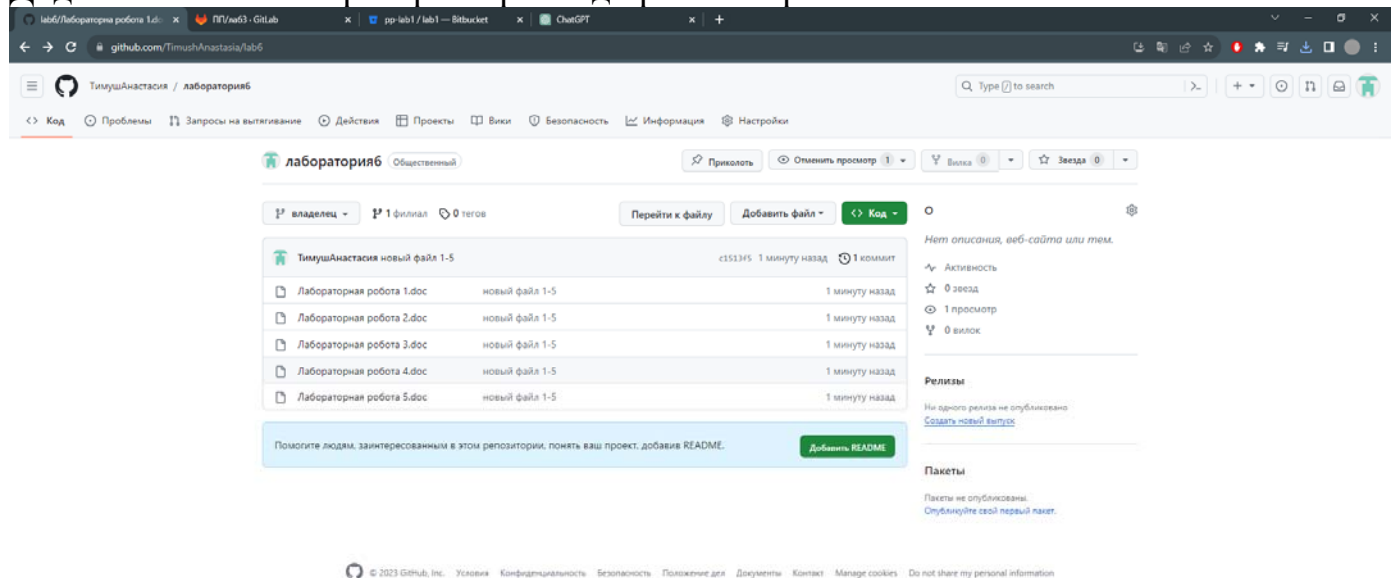 lab6/Лабораторна робота 1.do
ПП/лаб3 · GitLab
pp-lab1 / lab1 — Bitbucket
ChatGPT
github.com/TimushAnastasia/lab6
ТимушАнастасия / лаборатория6
Type / to search
Код Проблемы Запросы на вытягивание Действия Проекты Вики Безопасность Информация Настройки
лаборатория6 Общественный
Приколоть Отменить просмотр 1 Вилка 0 Звезда 0
владелец 1 филиал 0 тегов
Перейти к файлу Добавить файл <> Код
О
Нет описания, веб-сайта или тем.
ТимушАнастасия новый файл 1-5 c1513f5 1 минуту назад 1 коммит
Активность
Лабораторная робота 1.doc новый файл 1-5 1 минуту назад
0 звезд
Лабораторная робота 2.doc новый файл 1-5 1 минуту назад
1 просмотр
0 вилок
Лабораторная робота 3.doc новый файл 1-5 1 минуту назад
Лабораторная робота 4.doc новый файл 1-5 1 минуту назад
Лабораторная робота 5.doc новый файл 1-5 1 минуту назад
Релизы
Ни одного релиза не опубликовано
Создать новый выпуск
Помогите людям, заинтересованным в этом репозитории, понять ваш проект, добавив README. Добавить README
Пакеты
Пакеты не опубликованы.
Опубликуйте свой первый пакет.
© 2023 GitHub, Inc. Условия Конфиденциальность Безопасность Положение дел Документы Контакт Manage cookies Do not share my personal information